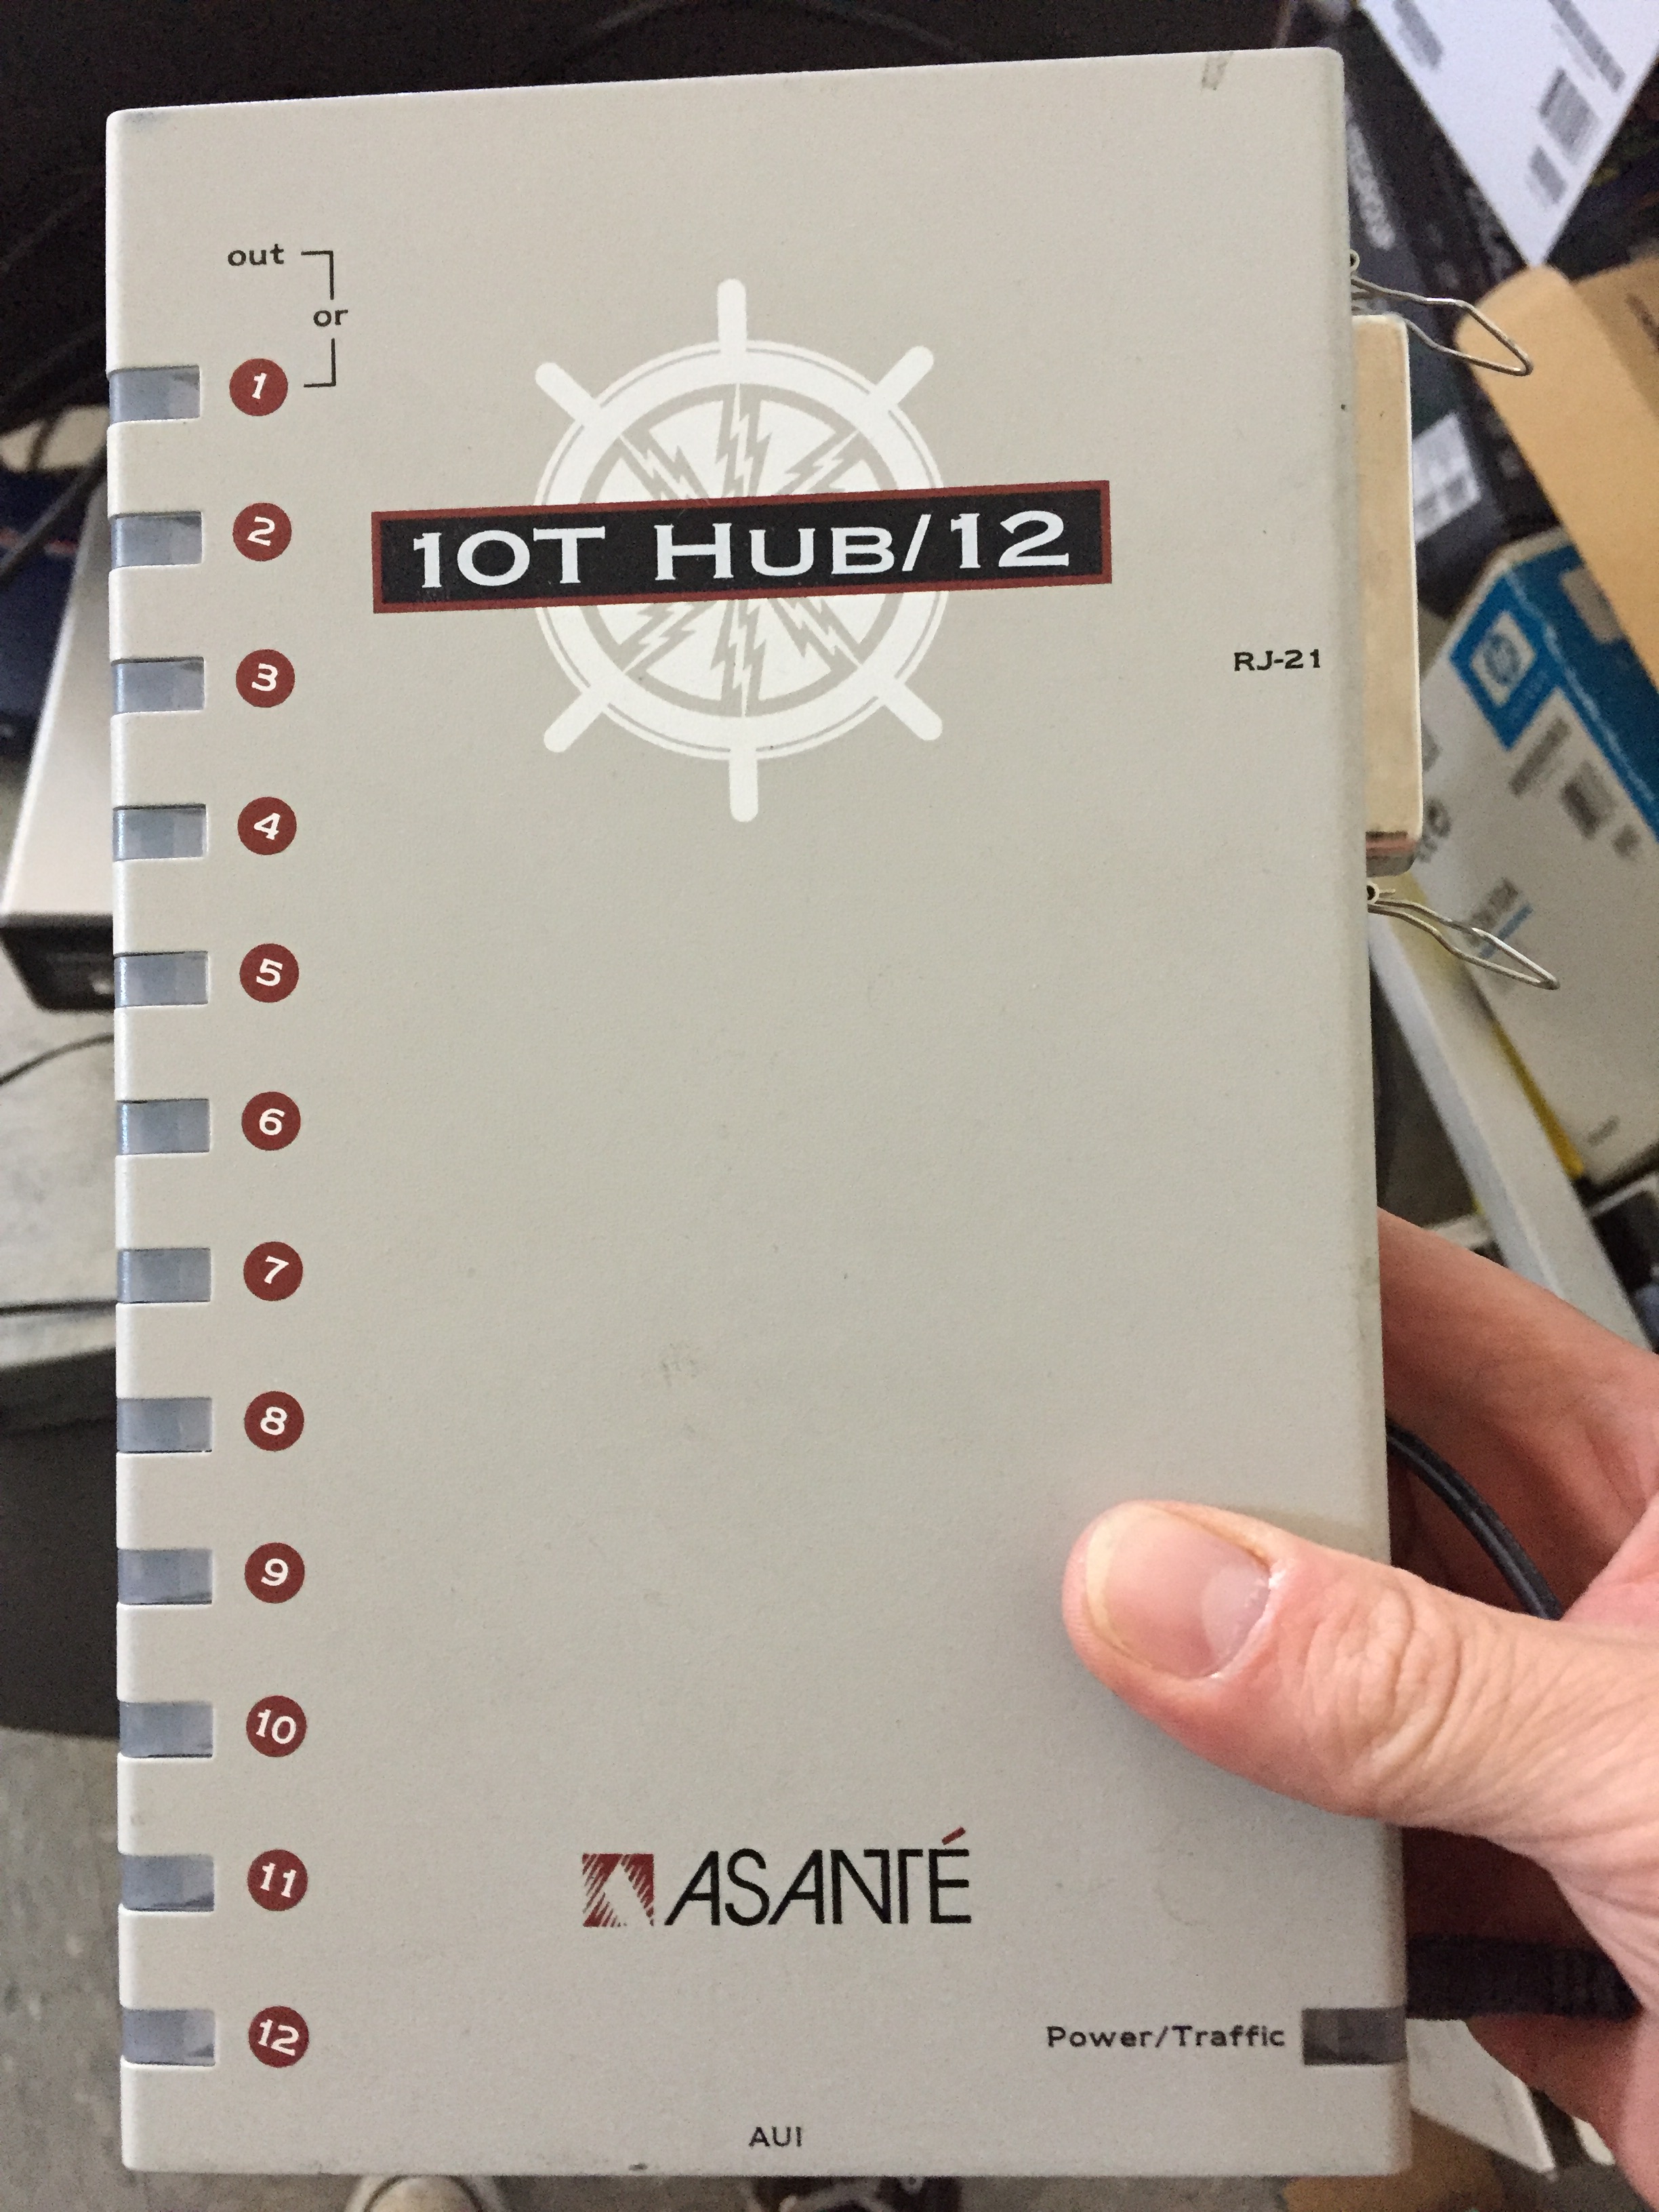 out
or
1
2
10T HUB/12
3
RJ-21
4
5
6
7
8
9
10
11
ASANTÉ
12
Power/Traffic
AUI